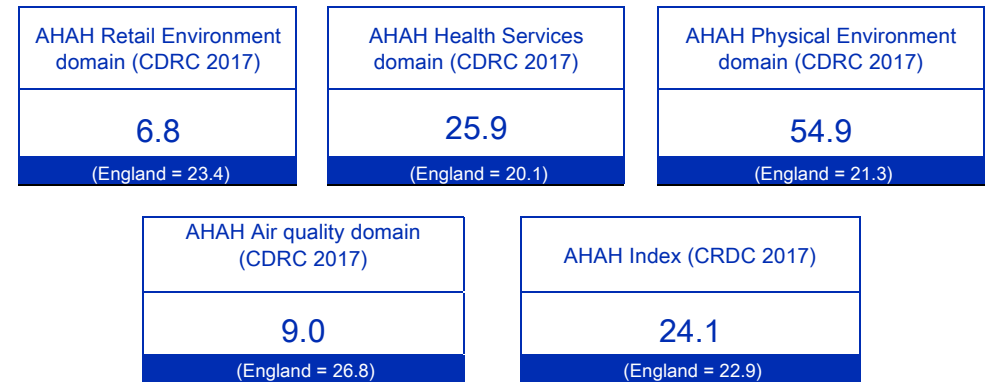 AHAH Retail Environment
domain (CDRC 2017)
6.8
(England = 23.4)
AHAH Health Services
domain (CDRC 2017)
25.9
(England = 20.1)
AHAH Physical Environment
domain (CDRC 2017)
54.9
(England = 21.3)
AHAH Air quality domain
(CDRC 2017)
9.0
(England = 26.8)
AHAH Index (CRDC 2017)
24.1
(England = 22.9)